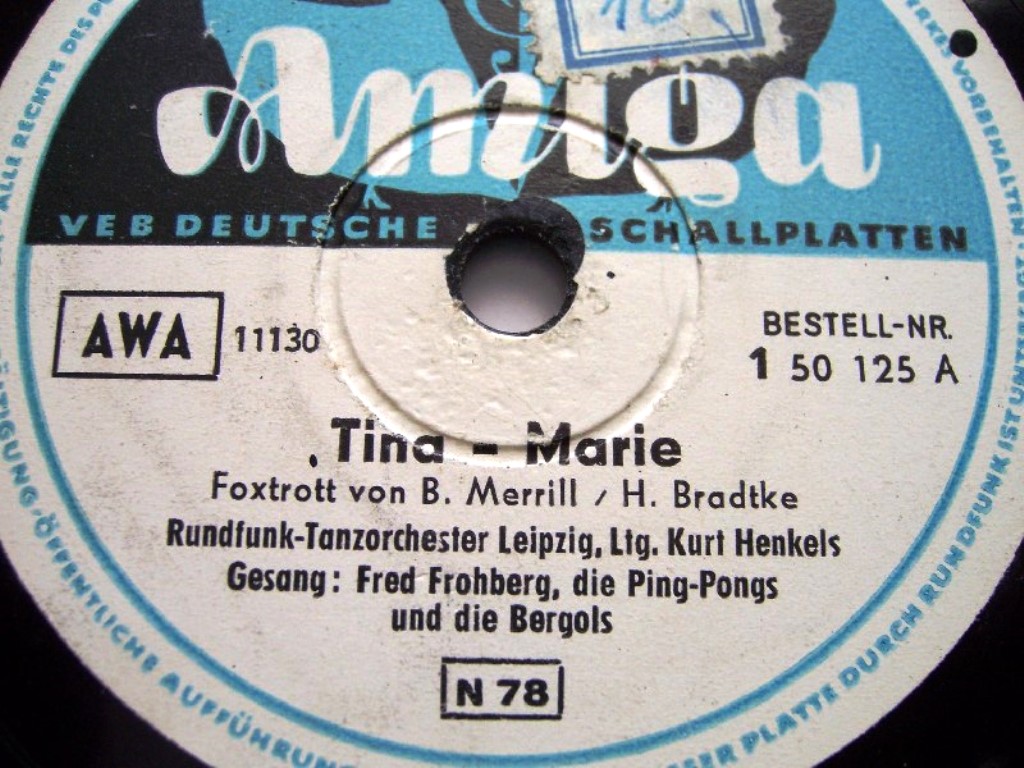 10
Amiga
VEB DEUTSCHE SCHALLPLATTEN
AWA 11130
BESTELL-NR.
1 50 125 A
Tina - Marie
Foxtrott von B. Merrill / H. Bradtke
Rundfunk-Tanzorchester Leipzig, Ltg. Kurt Henkels
Gesang: Fred Frohberg, die Ping-Pongs
und die Bergols
N 78
ALLE RECHTE DES
VORBEHALTEN
IST UNTERSAGT
ÖFFENTLICHE AUFFÜHRUN
PLATTE DURCH RUNDFUNK